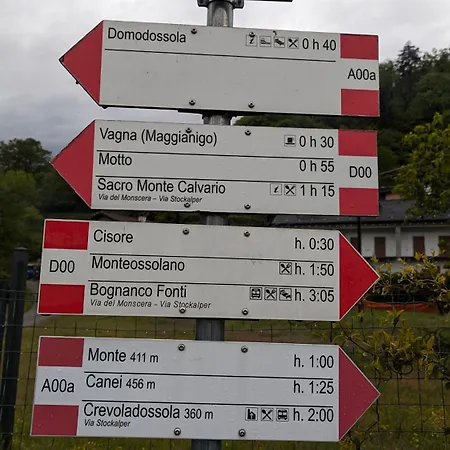 Domodossola 0 h 40
A00a
Vagna (Maggianigo) 0 h 30
Motto 0 h 55
D00
Sacro Monte Calvario 1 h 15
Via del Monscera - Via Stockalper
Cisore h. 0:30
D00
Monteossolano h. 1:50
Bognanco Fonti h. 3:05
Via del Monscera - Via Stockalper
Monte 411 m h. 1:00
A00a
Canei 456 m h. 1:25
Crevoladossola 360 m h. 2:00
Via Stockalper